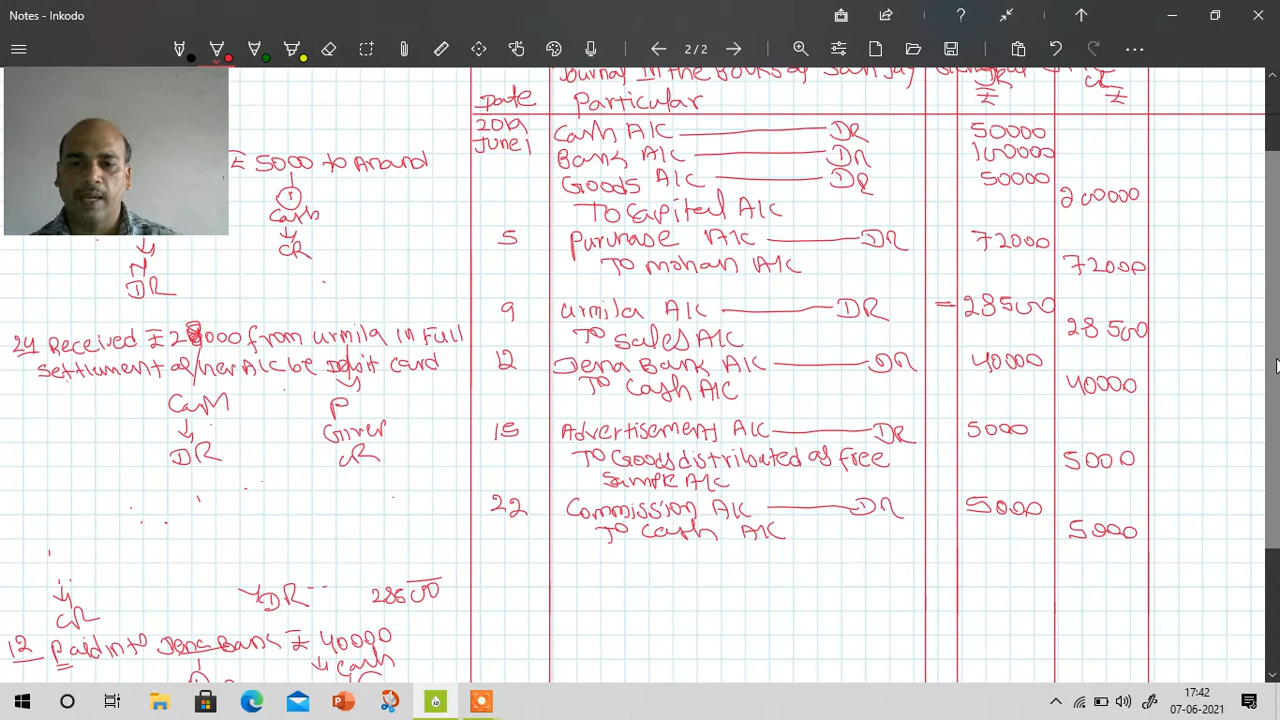 Notes - Inkodo
2/2
Journal In the Books of Sanjay
DR
CR
Date Particular ₹ ₹
2019
June 1 Cash A/C DR 50000
Bank A/C DR 100000
Goods A/C DR 50000
To Capital A/C 200000
5 Purchase A/C DR 72000
To mohan A/C 72000
9 urmila A/C DR = 28500
To Sales A/C 28500
12 Dena Bank A/C DR 40000
To Cash A/C 40000
15 Advertisement A/C DR 5000
To Goods distributed as free 5000
Sample A/C
22 Commission A/C DR 5000
To Cash A/C 5000
₹ 5000 to Anand
Cash
CR
N
DR
24 Received ₹ 28000 from urmila in Full
Settlment of her A/C be Debit card
Cash P
Giver
DR CR
DR 28500
CR
12 Paid into Dena Bank ₹ 40000
Cash
17:42
07-06-2021